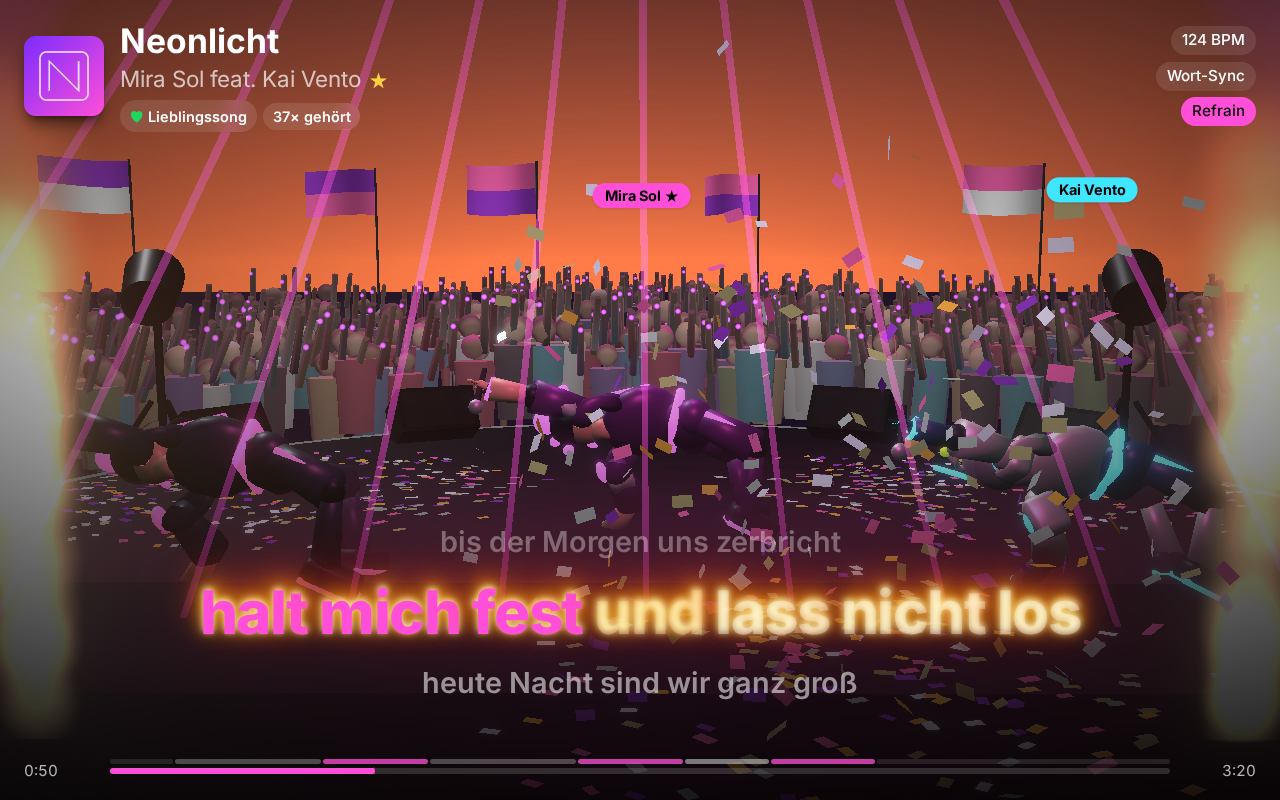 Neonlicht
Mira Sol feat. Kai Vento ★
Lieblingssong
37× gehört
124 BPM
Wort-Sync
Refrain
Mira Sol ★
Kai Vento
bis der Morgen uns zerbricht
halt mich fest und lass nicht los
heute Nacht sind wir ganz groß
0:50
3:20